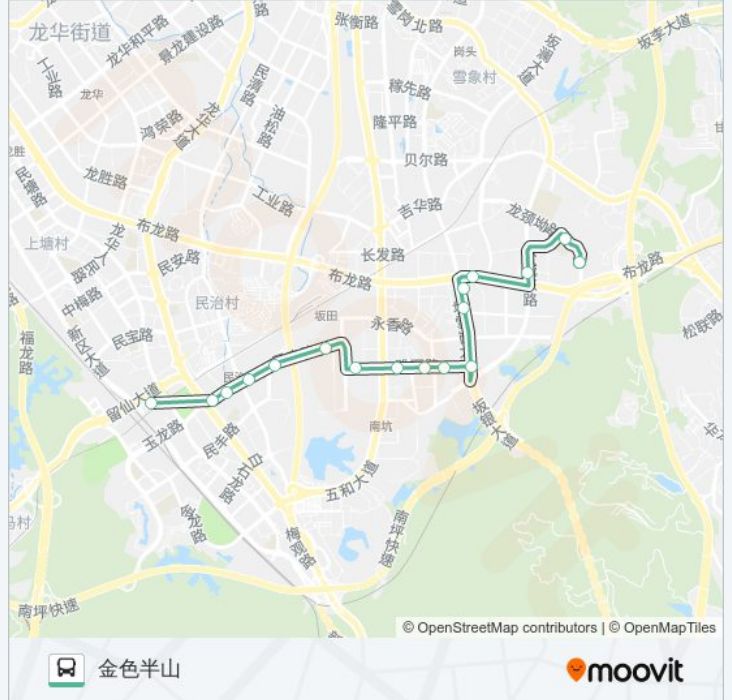 张衡路
雪岗北路
坂李大道
龙华街道
龙华和平路
景龙建设路
岗头
坂澜大道
工业路
民清路
雪象村
稼先路
龙华
油松路
龙华大道
隆平路
贝尔路
龙胜路
民塘路
工业路
吉华路
龙颈坳路
布龙路
上塘村
民安路
长发路
布龙路
布龙路
中梅路
民治村
坂田
永香路
路
松联路
民宝路
新区大道
福龙路
留仙大道
玉龙路
民丰路
南坑
坂雪大道
白石龙路
五和大道
梅观路
南坪快速
南坪快速
© OpenStreetMap contributors | © OpenMapTiles
金色半山
moovit